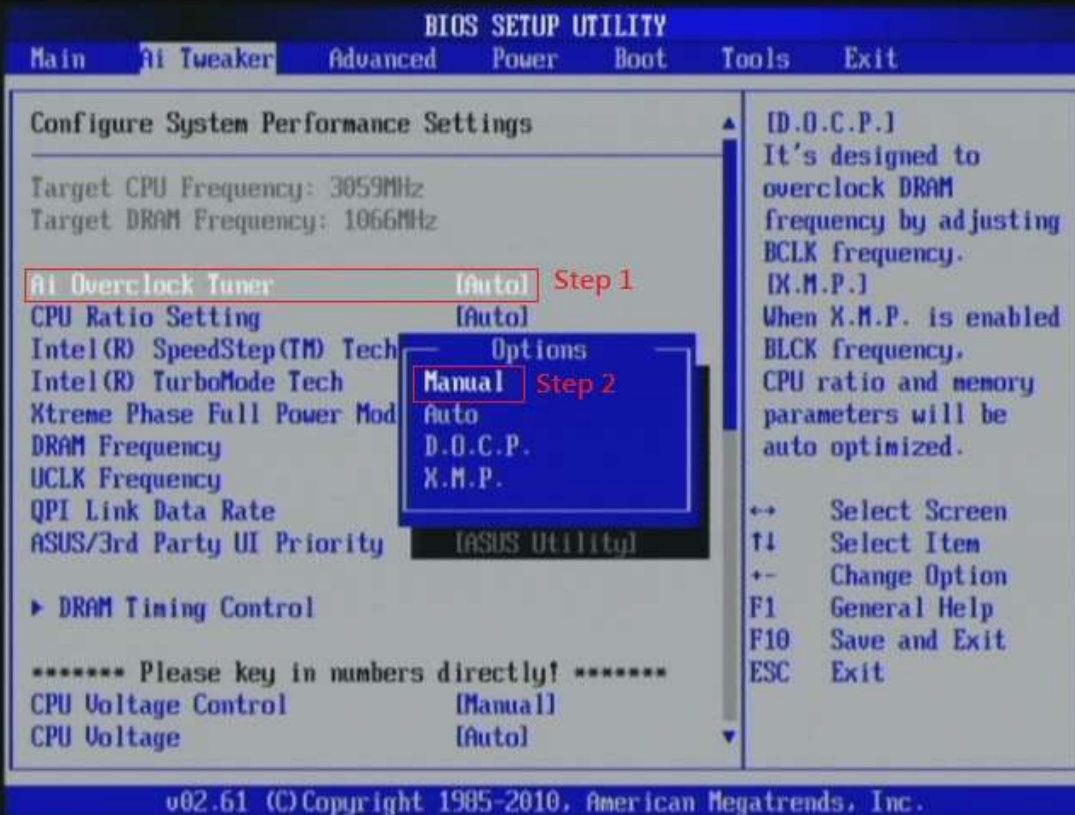 BIOS SETUP UTILITY
Main Ai Tweaker Advanced Power Boot Tools Exit
Configure System Performance Settings
Target CPU Frequency: 3059MHz
Target DRAM Frequency: 1066MHz
Ai Overclock Tuner [Auto] Step 1
CPU Ratio Setting [Auto]
Intel(R) SpeedStep(TM) Tech
Intel(R) TurboMode Tech
Xtreme Phase Full Power Mod
DRAM Frequency
UCLK Frequency
QPI Link Data Rate
ASUS/3rd Party UI Priority [ASUS Utility]
Options
Manual Step 2
Auto
D.O.C.P.
X.M.P.
▶ DRAM Timing Control
******* Please key in numbers directly! *******
CPU Voltage Control [Manual]
CPU Voltage [Auto]
[D.O.C.P.]
It's designed to
overclock DRAM
frequency by adjusting
BCLK frequency.
[X.M.P.]
When X.M.P. is enabled
BLCK frequency,
CPU ratio and memory
parameters will be
auto optimized.
←→ Select Screen
↑↓ Select Item
+- Change Option
F1 General Help
F10 Save and Exit
ESC Exit
v02.61 (C)Copyright 1985-2010, American Megatrends, Inc.